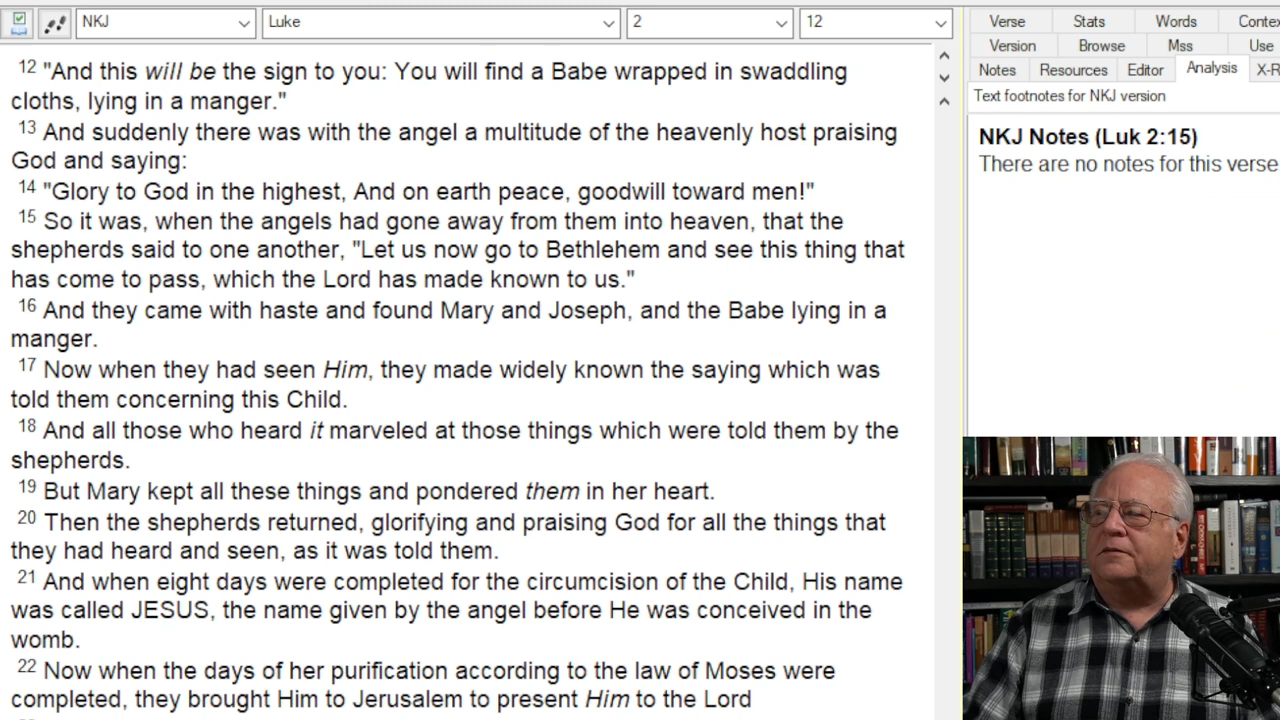 NKJ Luke 2 12
12 "And this will be the sign to you: You will find a Babe wrapped in swaddling
cloths, lying in a manger."
13 And suddenly there was with the angel a multitude of the heavenly host praising
God and saying:
14 "Glory to God in the highest, And on earth peace, goodwill toward men!"
15 So it was, when the angels had gone away from them into heaven, that the
shepherds said to one another, "Let us now go to Bethlehem and see this thing that
has come to pass, which the Lord has made known to us."
16 And they came with haste and found Mary and Joseph, and the Babe lying in a
manger.
17 Now when they had seen Him, they made widely known the saying which was
told them concerning this Child.
18 And all those who heard it marveled at those things which were told them by the
shepherds.
19 But Mary kept all these things and pondered them in her heart.
20 Then the shepherds returned, glorifying and praising God for all the things that
they had heard and seen, as it was told them.
21 And when eight days were completed for the circumcision of the Child, His name
was called JESUS, the name given by the angel before He was conceived in the
womb.
22 Now when the days of her purification according to the law of Moses were
completed, they brought Him to Jerusalem to present Him to the Lord
Verse Stats Words Contex
Version Browse Mss Use
Notes Resources Editor Analysis X-R
Text footnotes for NKJ version
NKJ Notes (Luk 2:15)
There are no notes for this verse